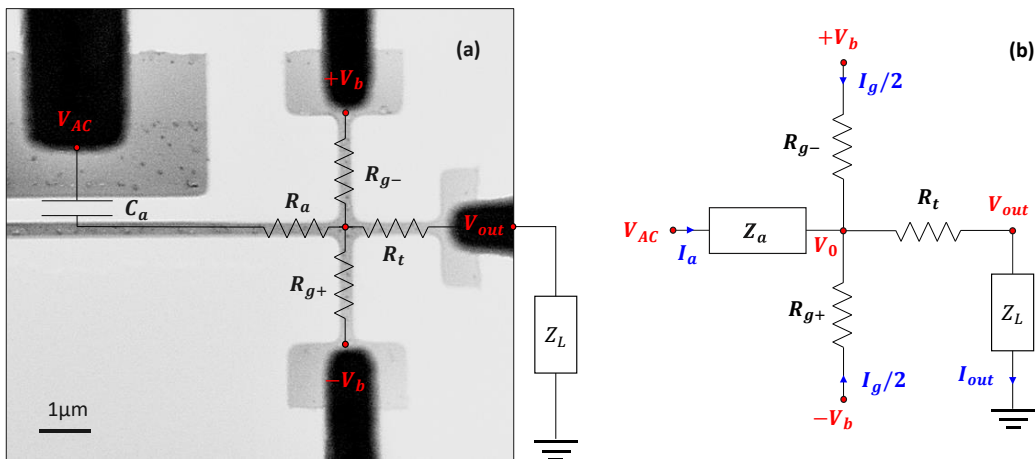 (a)
+V_b
V_AC
R_g−
C_a
R_a
R_t
V_out
R_g+
Z_L
−V_b
1µm
(b)
+V_b
I_g/2
R_g−
R_t
V_out
V_AC
I_a
Z_a
V_0
R_g+
Z_L
I_out
I_g/2
−V_b